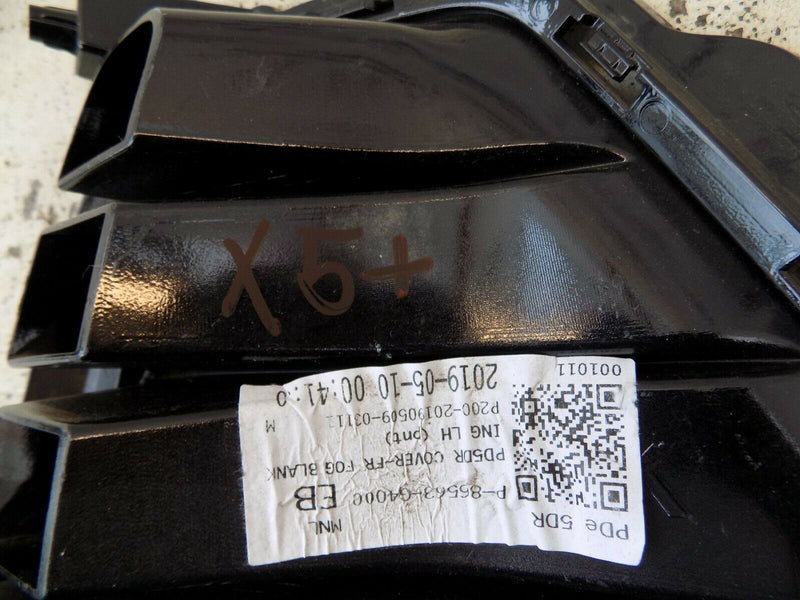 X5+
PDe 5DR
MNL
EB
P-86563-G4000
PD5DR COVER-FR FOG BLANK
ING LH (pnt)
M
P200-20190509-0311
2019-05-10 00:41:
001011